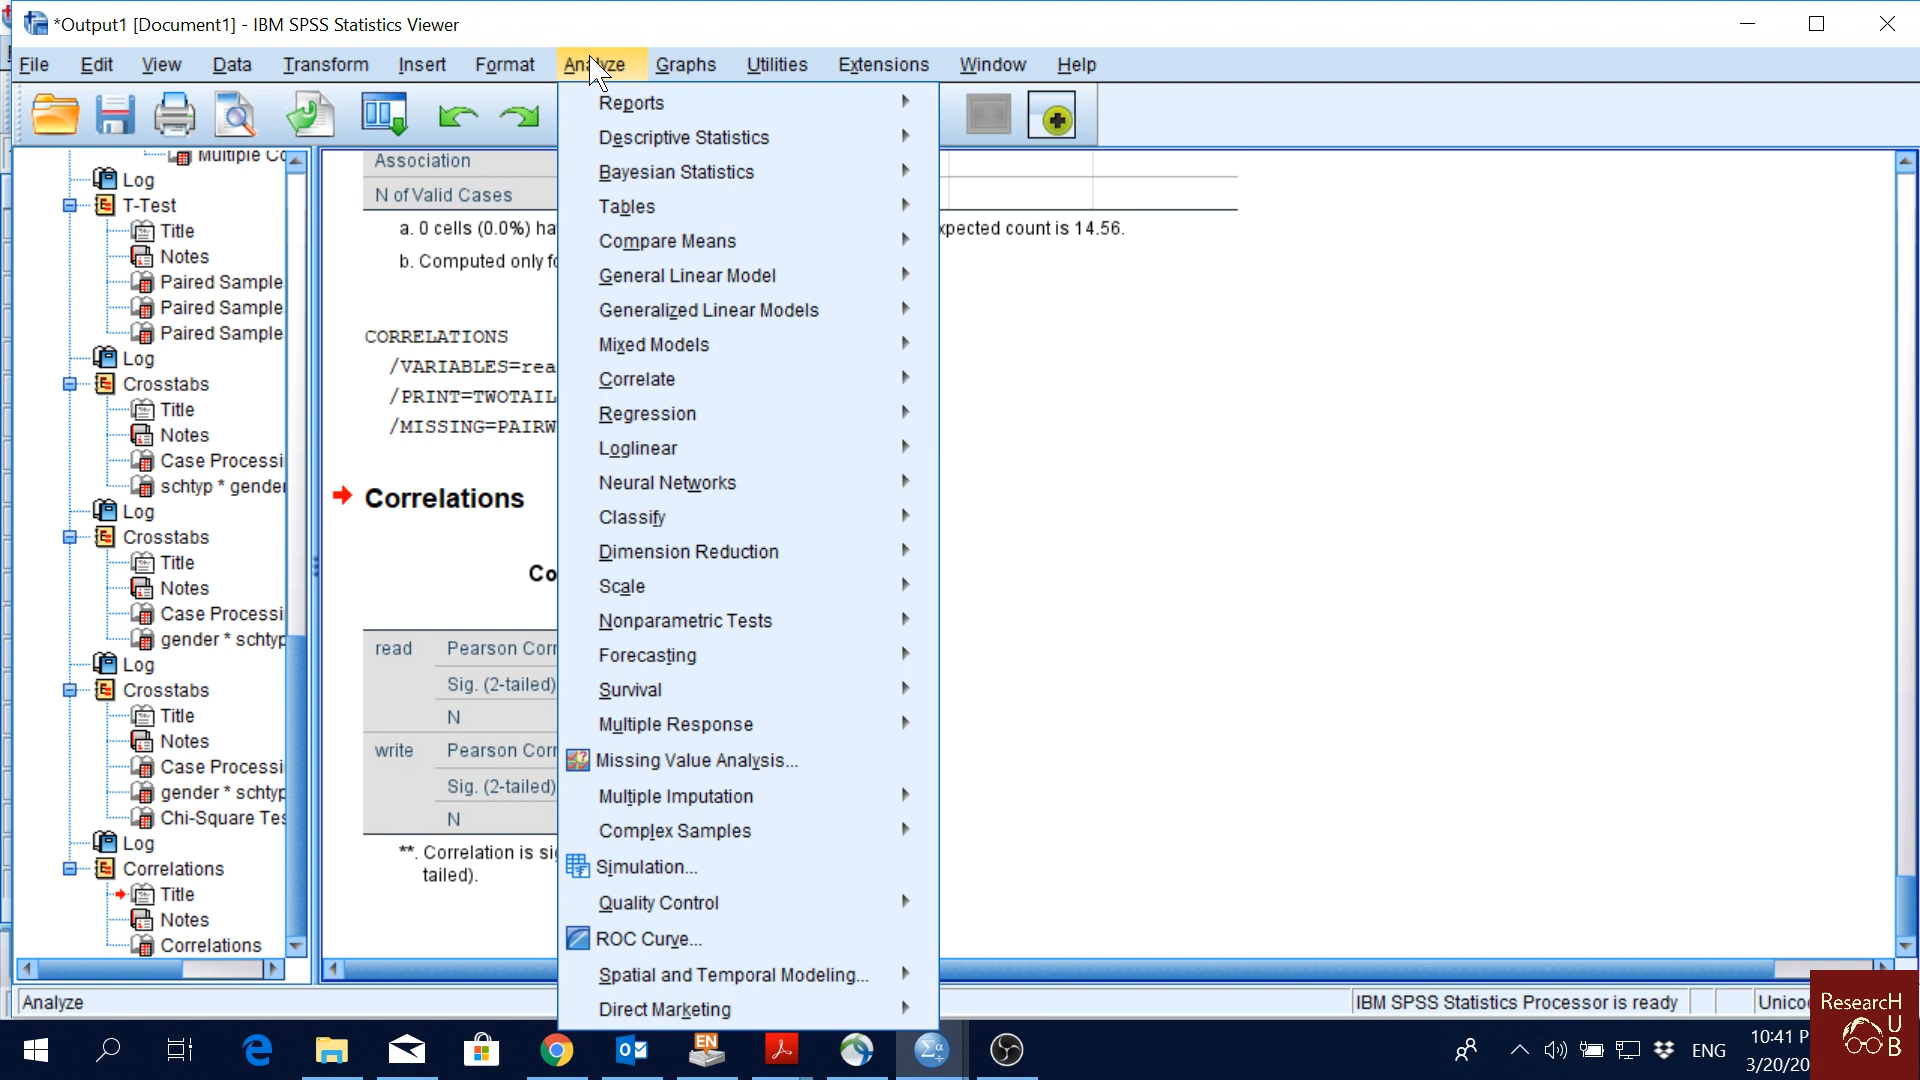 *Output1 [Document1] - IBM SPSS Statistics Viewer
File Edit View Data Transform Insert Format Analyze Graphs Utilities Extensions Window Help
Multiple Co
Log
T-Test
Title
Notes
Paired Sample
Paired Sample
Paired Sample
Log
Crosstabs
Title
Notes
Case Processi
schtyp * gender
Log
Crosstabs
Title
Notes
Case Processi
gender * schtyp
Log
Crosstabs
Title
Notes
Case Processi
gender * schtyp
Chi-Square Tes
Log
Correlations
Title
Notes
Correlations
Association
N of Valid Cases
a. 0 cells (0.0%) ha
xpected count is 14.56.
b. Computed only fo
CORRELATIONS
/VARIABLES=rea
/PRINT=TWOTAIL
/MISSING=PAIRW
Correlations
Co
read Pearson Corr
Sig. (2-tailed)
N
write Pearson Corr
Sig. (2-tailed)
N
**. Correlation is si
tailed).
Reports
Descriptive Statistics
Bayesian Statistics
Tables
Compare Means
General Linear Model
Generalized Linear Models
Mixed Models
Correlate
Regression
Loglinear
Neural Networks
Classify
Dimension Reduction
Scale
Nonparametric Tests
Forecasting
Survival
Multiple Response
Missing Value Analysis...
Multiple Imputation
Complex Samples
Simulation...
Quality Control
ROC Curve...
Spatial and Temporal Modeling...
Direct Marketing
Analyze
IBM SPSS Statistics Processor is ready
Unico
ResearcH
U
B
EN
ENG
10:41 P
3/20/20